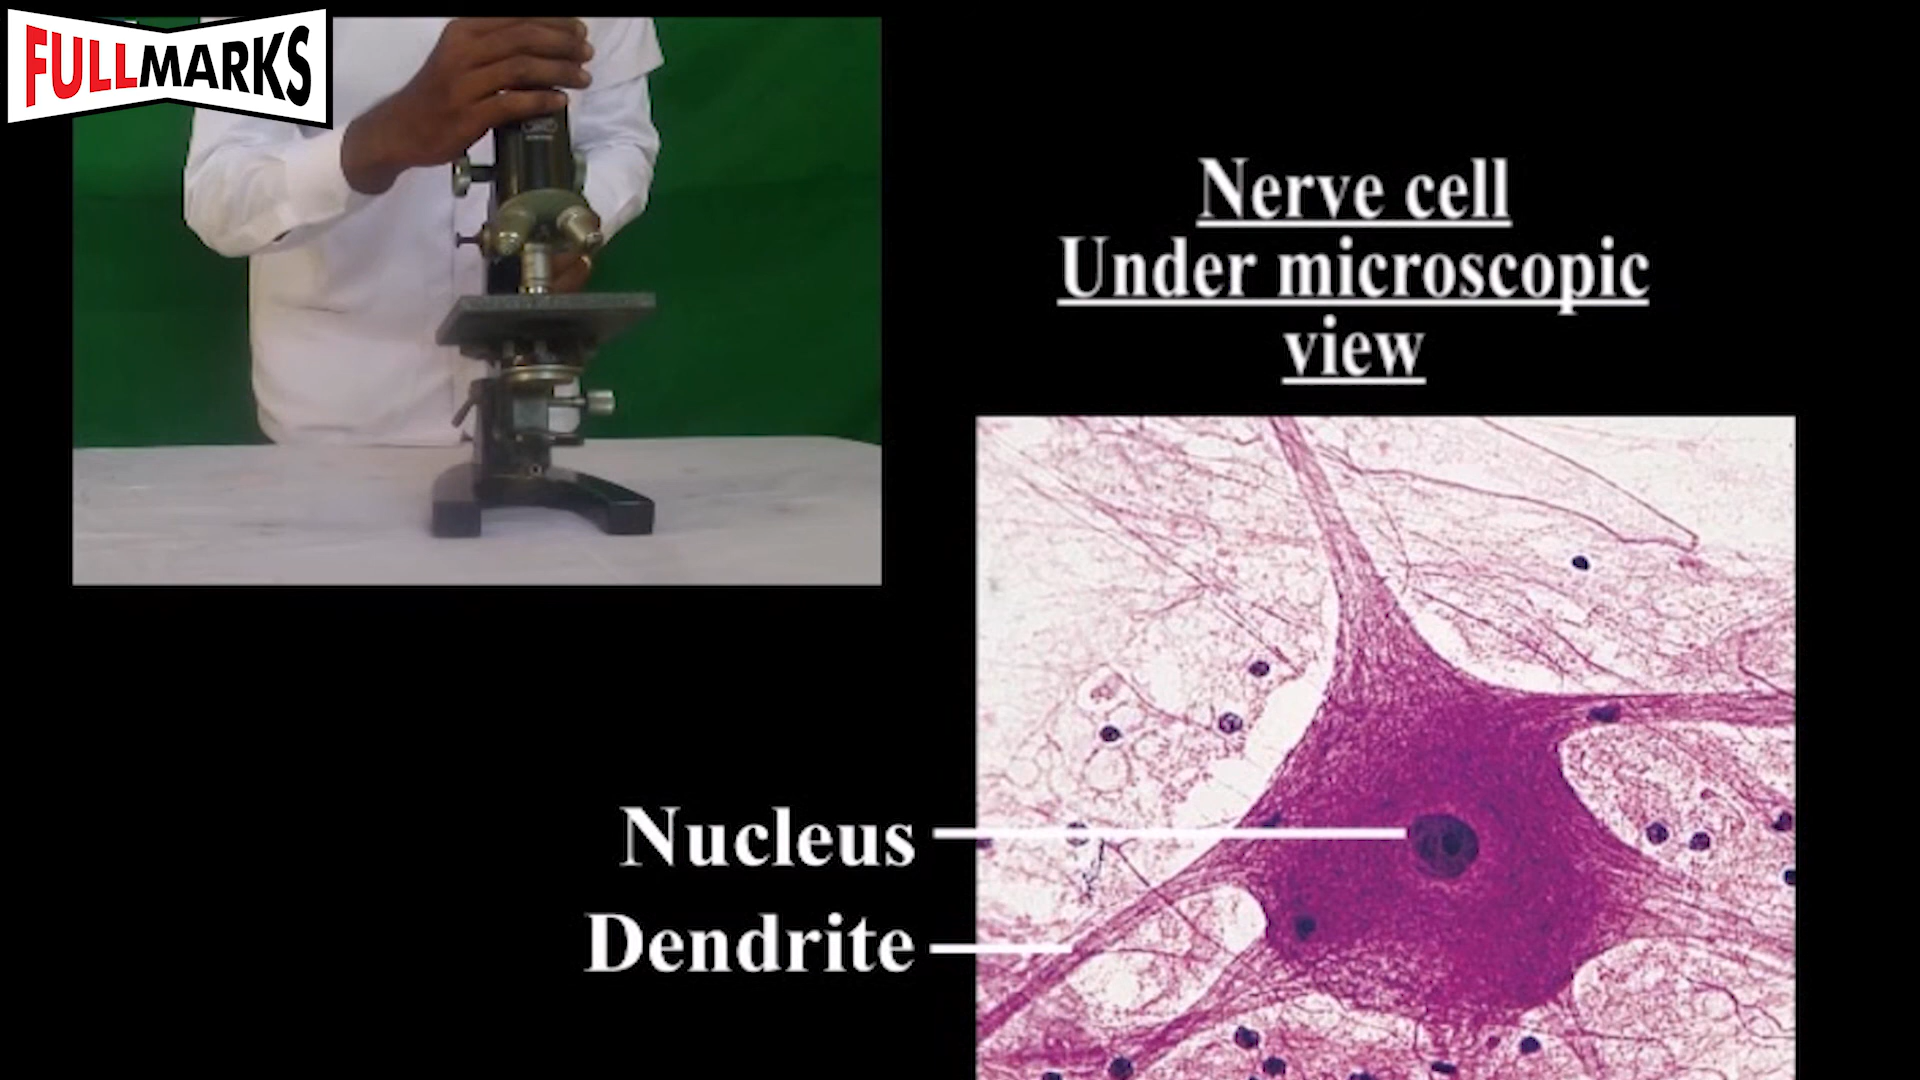 FULLMARKS
Nerve cell
Under microscopic
view
Nucleus
Dendrite